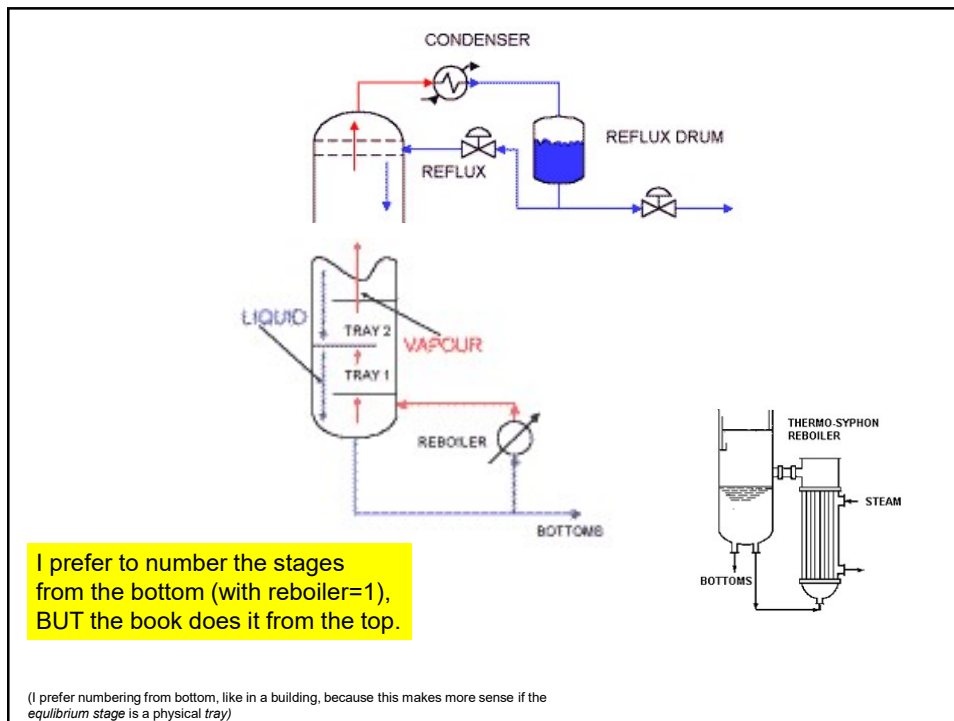 CONDENSER
REFLUX DRUM
REFLUX
LIQUID
TRAY 2
VAPOUR
TRAY 1
REBOILER
BOTTOMS
THERMO-SYPHON
REBOILER
STEAM
BOTTOMS
I prefer to number the stages
from the bottom (with reboiler=1),
BUT the book does it from the top.
(I prefer numbering from bottom, like in a building, because this makes more sense if the
equlibrium stage is a physical tray)